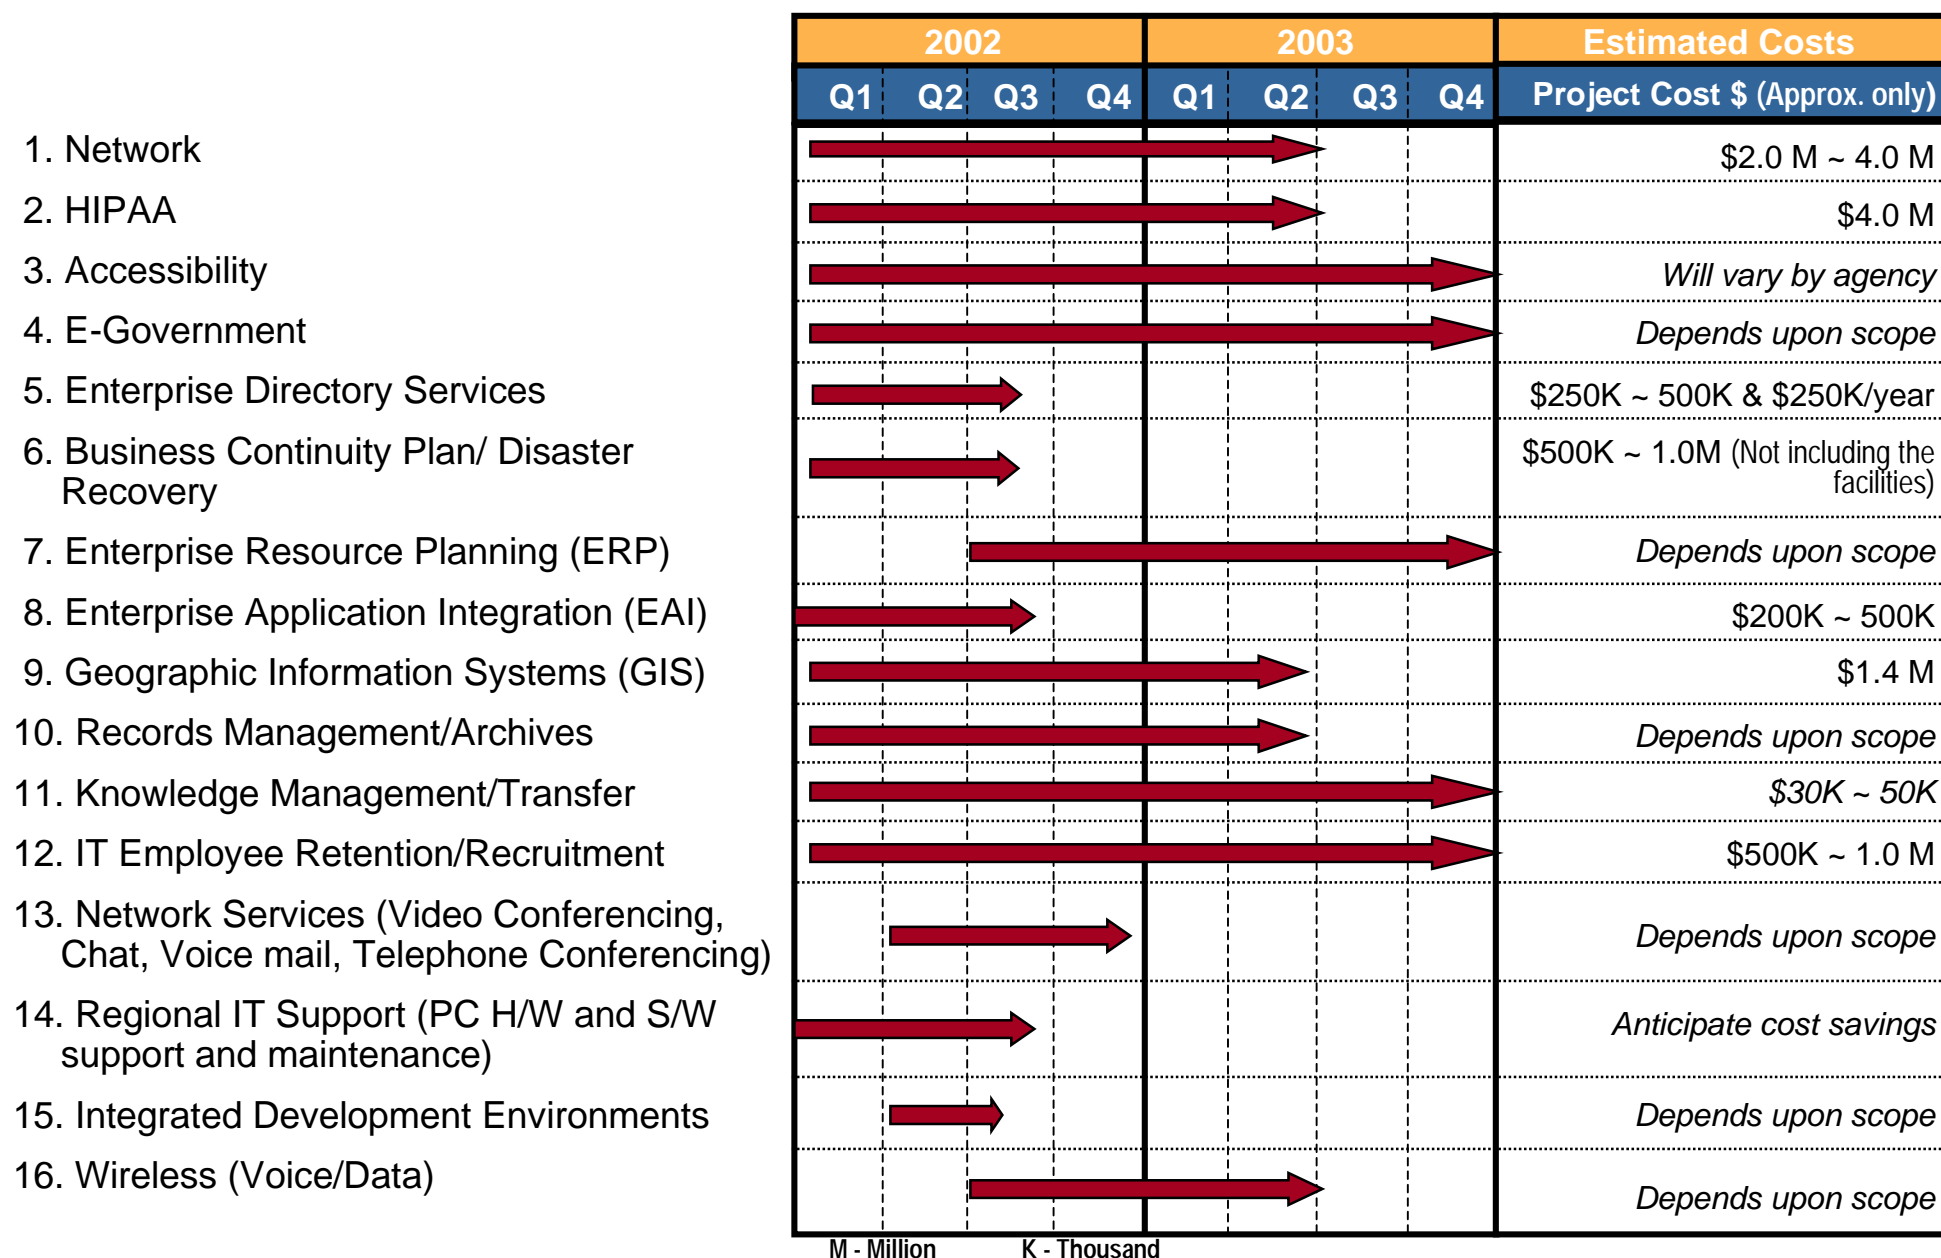 2002 2003 Estimated Costs
Q1 Q2 Q3 Q4 Q1 Q2 Q3 Q4 Project Cost $ (Approx. only)
1. Network $2.0 M ~ 4.0 M
2. HIPAA $4.0 M
3. Accessibility Will vary by agency
4. E-Government Depends upon scope
5. Enterprise Directory Services $250K ~ 500K & $250K/year
6. Business Continuity Plan/ Disaster $500K ~ 1.0M (Not including the
Recovery facilities)
7. Enterprise Resource Planning (ERP) Depends upon scope
8. Enterprise Application Integration (EAI) $200K ~ 500K
9. Geographic Information Systems (GIS) $1.4 M
10. Records Management/Archives Depends upon scope
11. Knowledge Management/Transfer $30K ~ 50K
12. IT Employee Retention/Recruitment $500K ~ 1.0 M
13. Network Services (Video Conferencing,
Chat, Voice mail, Telephone Conferencing) Depends upon scope
14. Regional IT Support (PC H/W and S/W Anticipate cost savings
support and maintenance)
15. Integrated Development Environments Depends upon scope
16. Wireless (Voice/Data) Depends upon scope
M - Million K - Thousand